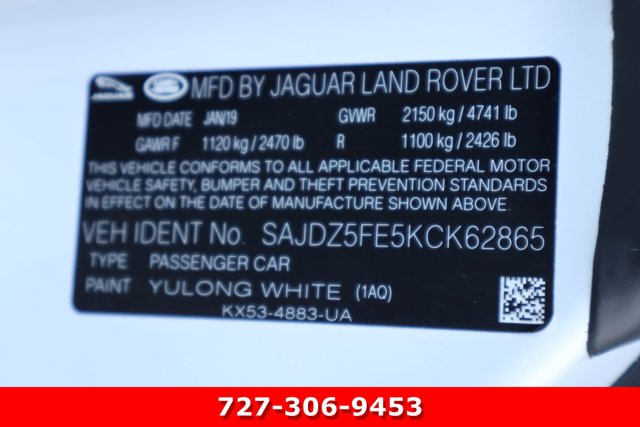 JAGUAR LAND ROVER MFD BY JAGUAR LAND ROVER LTD
MFD DATE JAN/19 GVWR 2150 kg / 4741 lb
GAWR F 1120 kg / 2470 lb R 1100 kg / 2426 lb
THIS VEHICLE CONFORMS TO ALL APPLICABLE FEDERAL MOTOR
VEHICLE SAFETY, BUMPER AND THEFT PREVENTION STANDARDS
IN EFFECT ON THE DATE OF MANUFACTURE SHOWN ABOVE.
VEH IDENT No. SAJDZ5FE5KCK62865
TYPE PASSENGER CAR
PAINT YULONG WHITE (1AQ)
KX53-4883-UA
727-306-9453